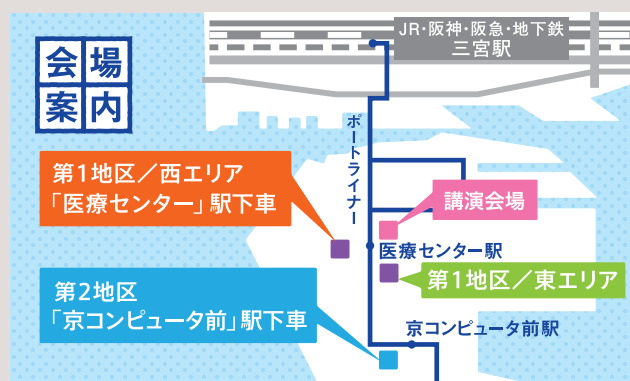 JR・阪神・阪急・地下鉄
三宮駅
会場
案内
ポートライナー
第1地区／西エリア
「医療センター」駅下車
講演会場
医療センター駅
第1地区／東エリア
第2地区
「京コンピュータ前」駅下車
京コンピュータ前駅